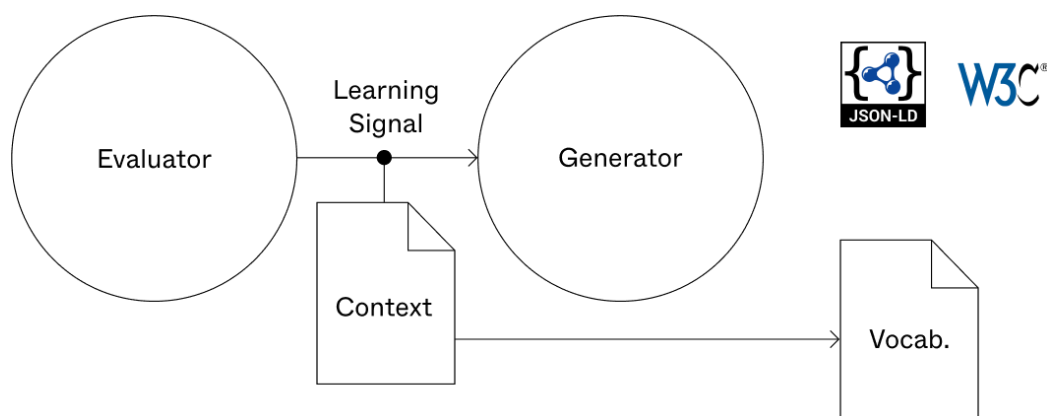 Learning
Signal
Evaluator
Generator
JSON-LD
W3C®
Context
Vocab.